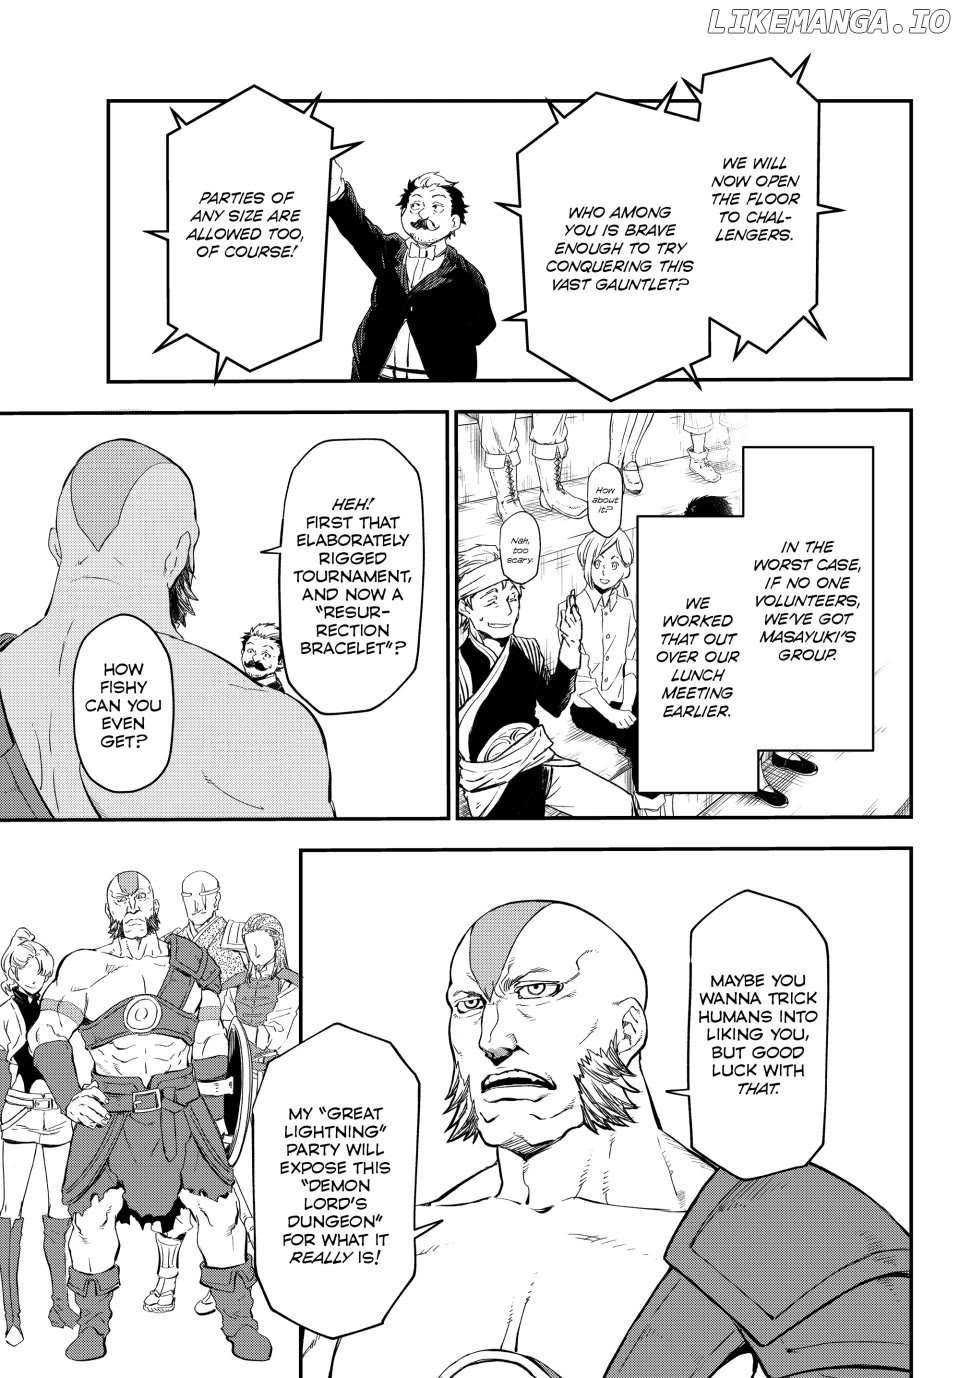 LIKEMANGA.IO
WE WILL
NOW OPEN
THE FLOOR
TO CHAL-
LENGERS.
WHO AMONG
YOU IS BRAVE
ENOUGH TO TRY
CONQUERING THIS
VAST GAUNTLET?
PARTIES OF
ANY SIZE ARE
ALLOWED TOO,
OF COURSE!
IN THE
WORST CASE,
IF NO ONE
VOLUNTEERS,
WE'VE GOT
MASAYUKI'S
GROUP.
WE
WORKED
THAT OUT
OVER OUR
LUNCH
MEETING
EARLIER.
How
about
it?
Nah,
too
scary.
HEH!
FIRST THAT
ELABORATELY
RIGGED
TOURNAMENT,
AND NOW A
"RESUR-
RECTION
BRACELET"?
HOW
FISHY
CAN YOU
EVEN
GET?
MAYBE YOU
WANNA TRICK
HUMANS INTO
LIKING YOU,
BUT GOOD
LUCK WITH
THAT.
MY "GREAT
LIGHTNING"
PARTY WILL
EXPOSE THIS
"DEMON
LORD'S
DUNGEON"
FOR WHAT IT
REALLY IS!